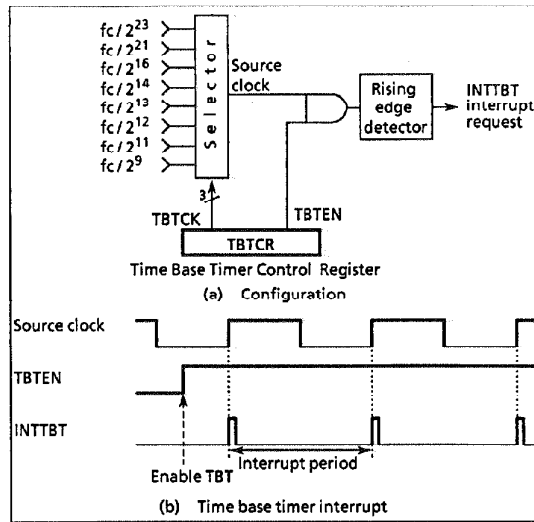 fc/2^23
fc/2^21
fc/2^16
fc/2^14
fc/2^13
fc/2^12
fc/2^11
fc/2^9
Selector
Source
clock
Rising
edge
detector
INTTBT
interrupt
request
3
TBTCK
TBTEN
TBTCR
Time Base Timer Control Register
(a) Configuration
Source clock
TBTEN
INTTBT
Interrupt period
Enable TBT
(b) Time base timer interrupt